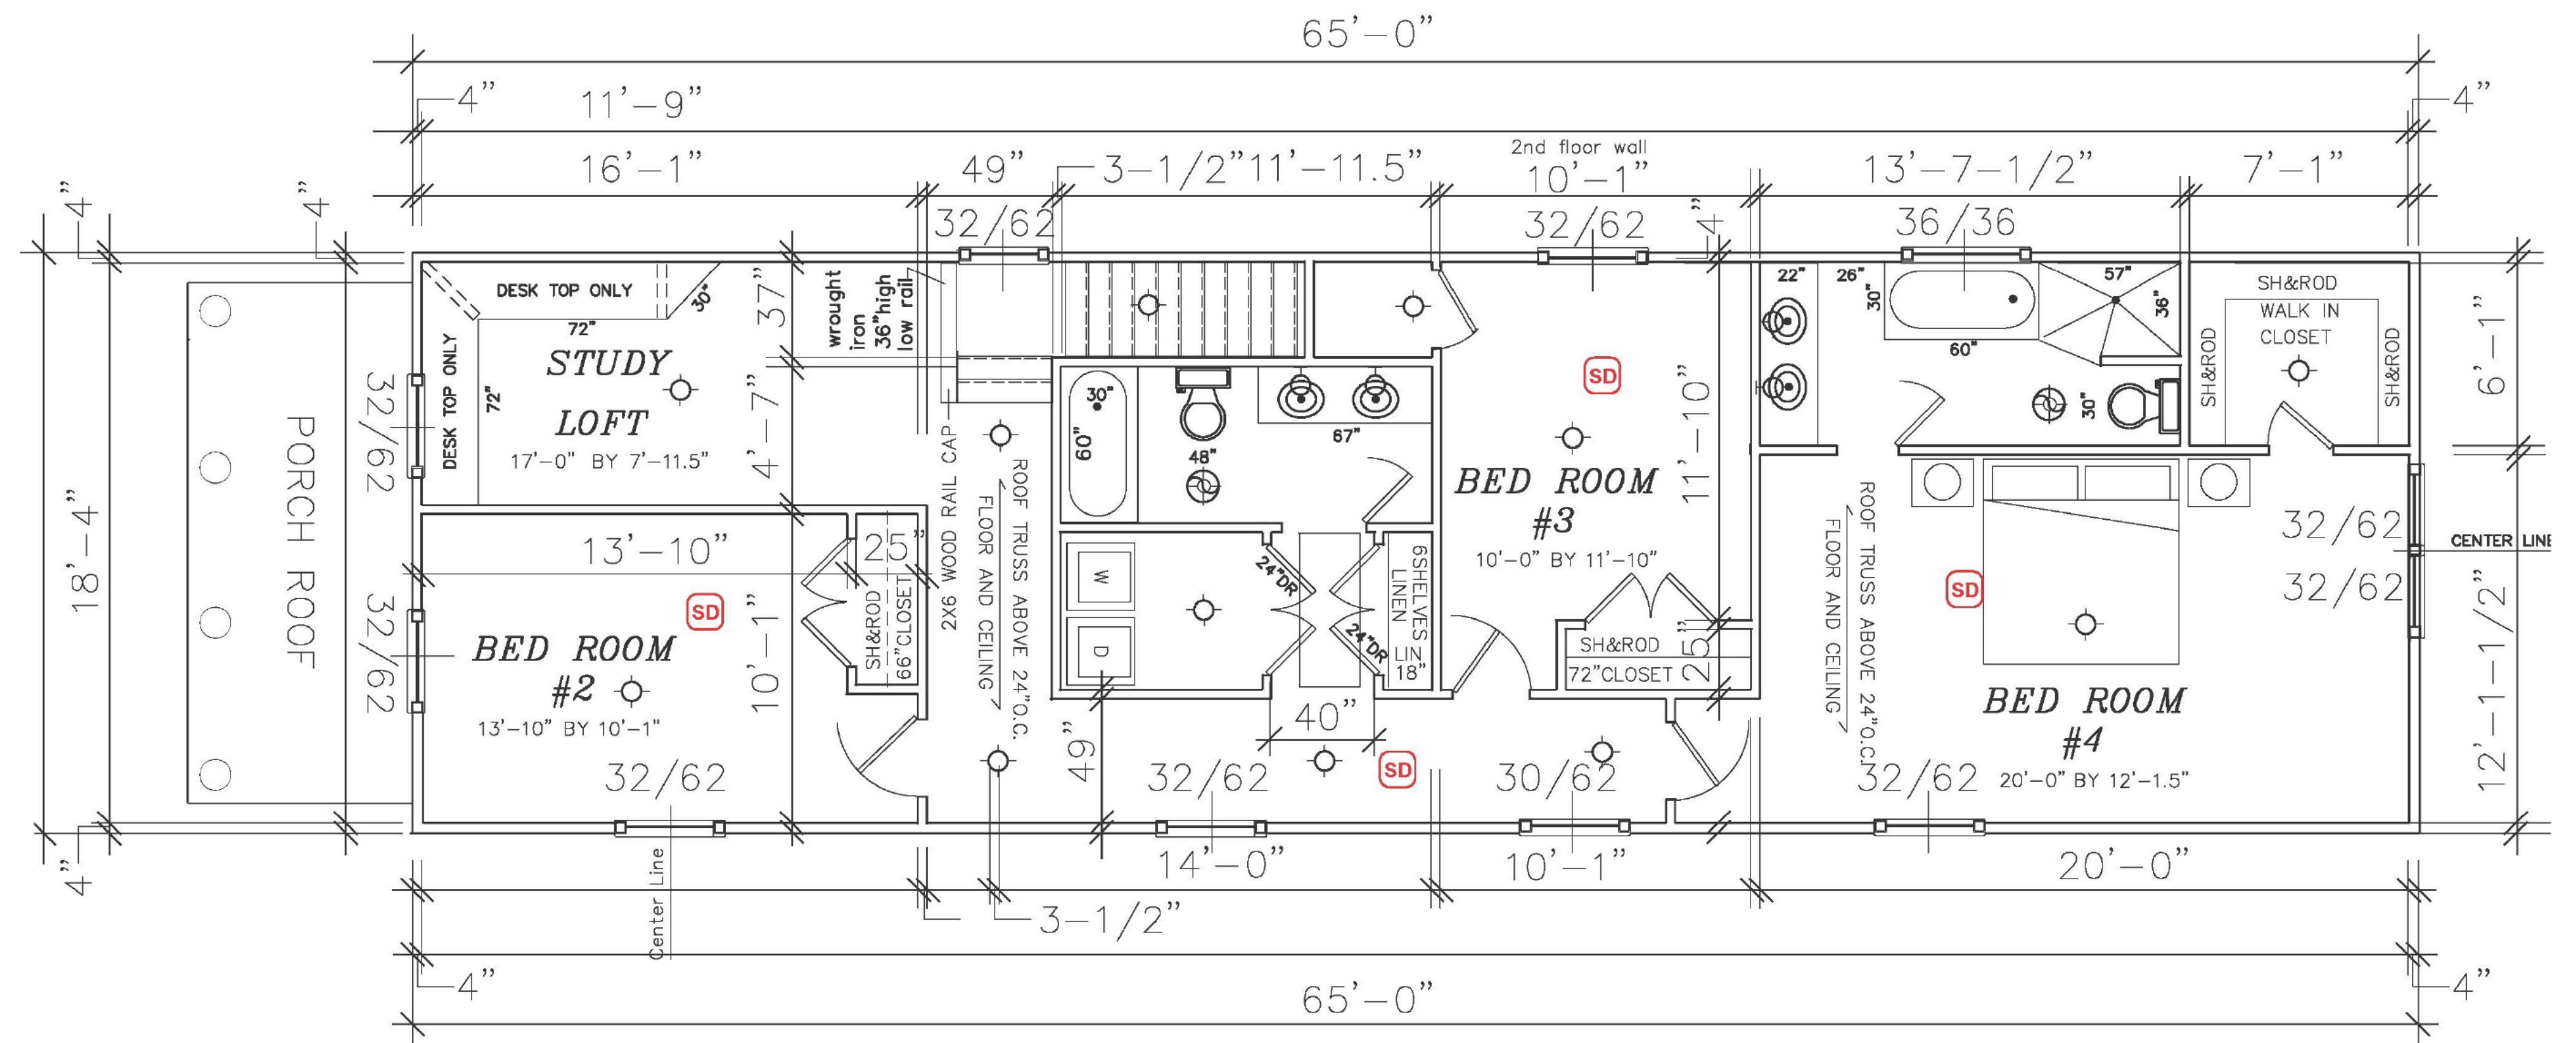 65'-0"
4"
11'-9"
4"
16'-1"
49"
3-1/2"
11'-11.5"
2nd floor wall
10'-1"
13'-7-1/2"
7'-1"
4"
4"
32/62
32/62
4"
36/36
DESK TOP ONLY
30"
72"
DESK TOP ONLY
72"
STUDY
LOFT
17'-0" BY 7'-11.5"
37"
4'-7"
wrought
iron
36"high
low rail
22"
26"
30"
60"
57"
36"
30"
SH&ROD
WALK IN
CLOSET
SH&ROD
SH&ROD
6'-1"
PORCH ROOF
18'-4"
32/62
32/62
30"
60"
48"
67"
SD
BED ROOM
#3
10'-0" BY 11'-10"
11'-10"
2X6 WOOD RAIL CAP
FLOOR AND CEILING
ROOF TRUSS ABOVE 24"O.C.
13'-10"
25"
SH&ROD
66"CLOSET
SD
BED ROOM
#2
13'-10" BY 10'-1"
10'-1"
W
D
24"DR
24"DR
6SHELVES
LINEN
LIN
18"
SH&ROD
72"CLOSET
25"
FLOOR AND CEILING
ROOF TRUSS ABOVE 24"O.C.
SD
32/62
CENTER LINE
32/62
BED ROOM
#4
20'-0" BY 12'-1.5"
12'-1-1/2"
40"
49"
SD
32/62
32/62
30/62
32/62
4"
14'-0"
10'-1"
20'-0"
Center Line
3-1/2"
4"
4"
65'-0"